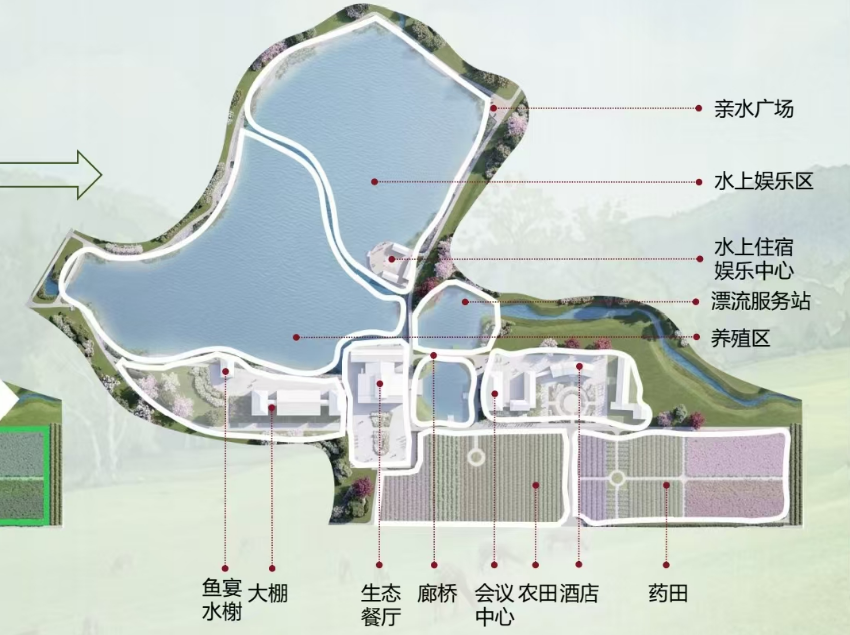 亲水广场
水上娱乐区
水上住宿
娱乐中心
漂流服务站
养殖区
鱼宴
水榭
大棚
生态
餐厅
廊桥
会议
中心
农田
酒店
药田